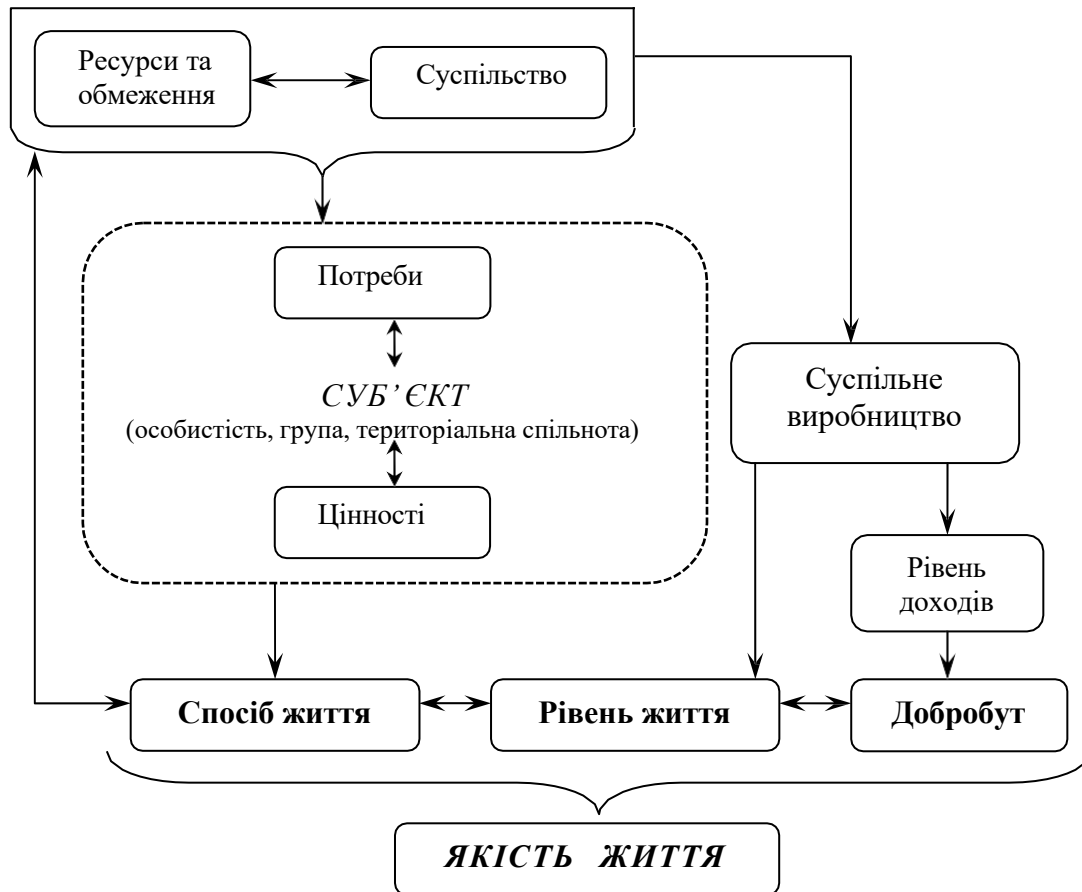 Ресурси та
обмеження
Суспільство
Потреби
СУБ’ЄКТ
(особистість, група, територіальна спільнота)
Цінності
Суспільне
виробництво
Рівень
доходів
Спосіб життя
Рівень життя
Добробут
ЯКІСТЬ ЖИТТЯ